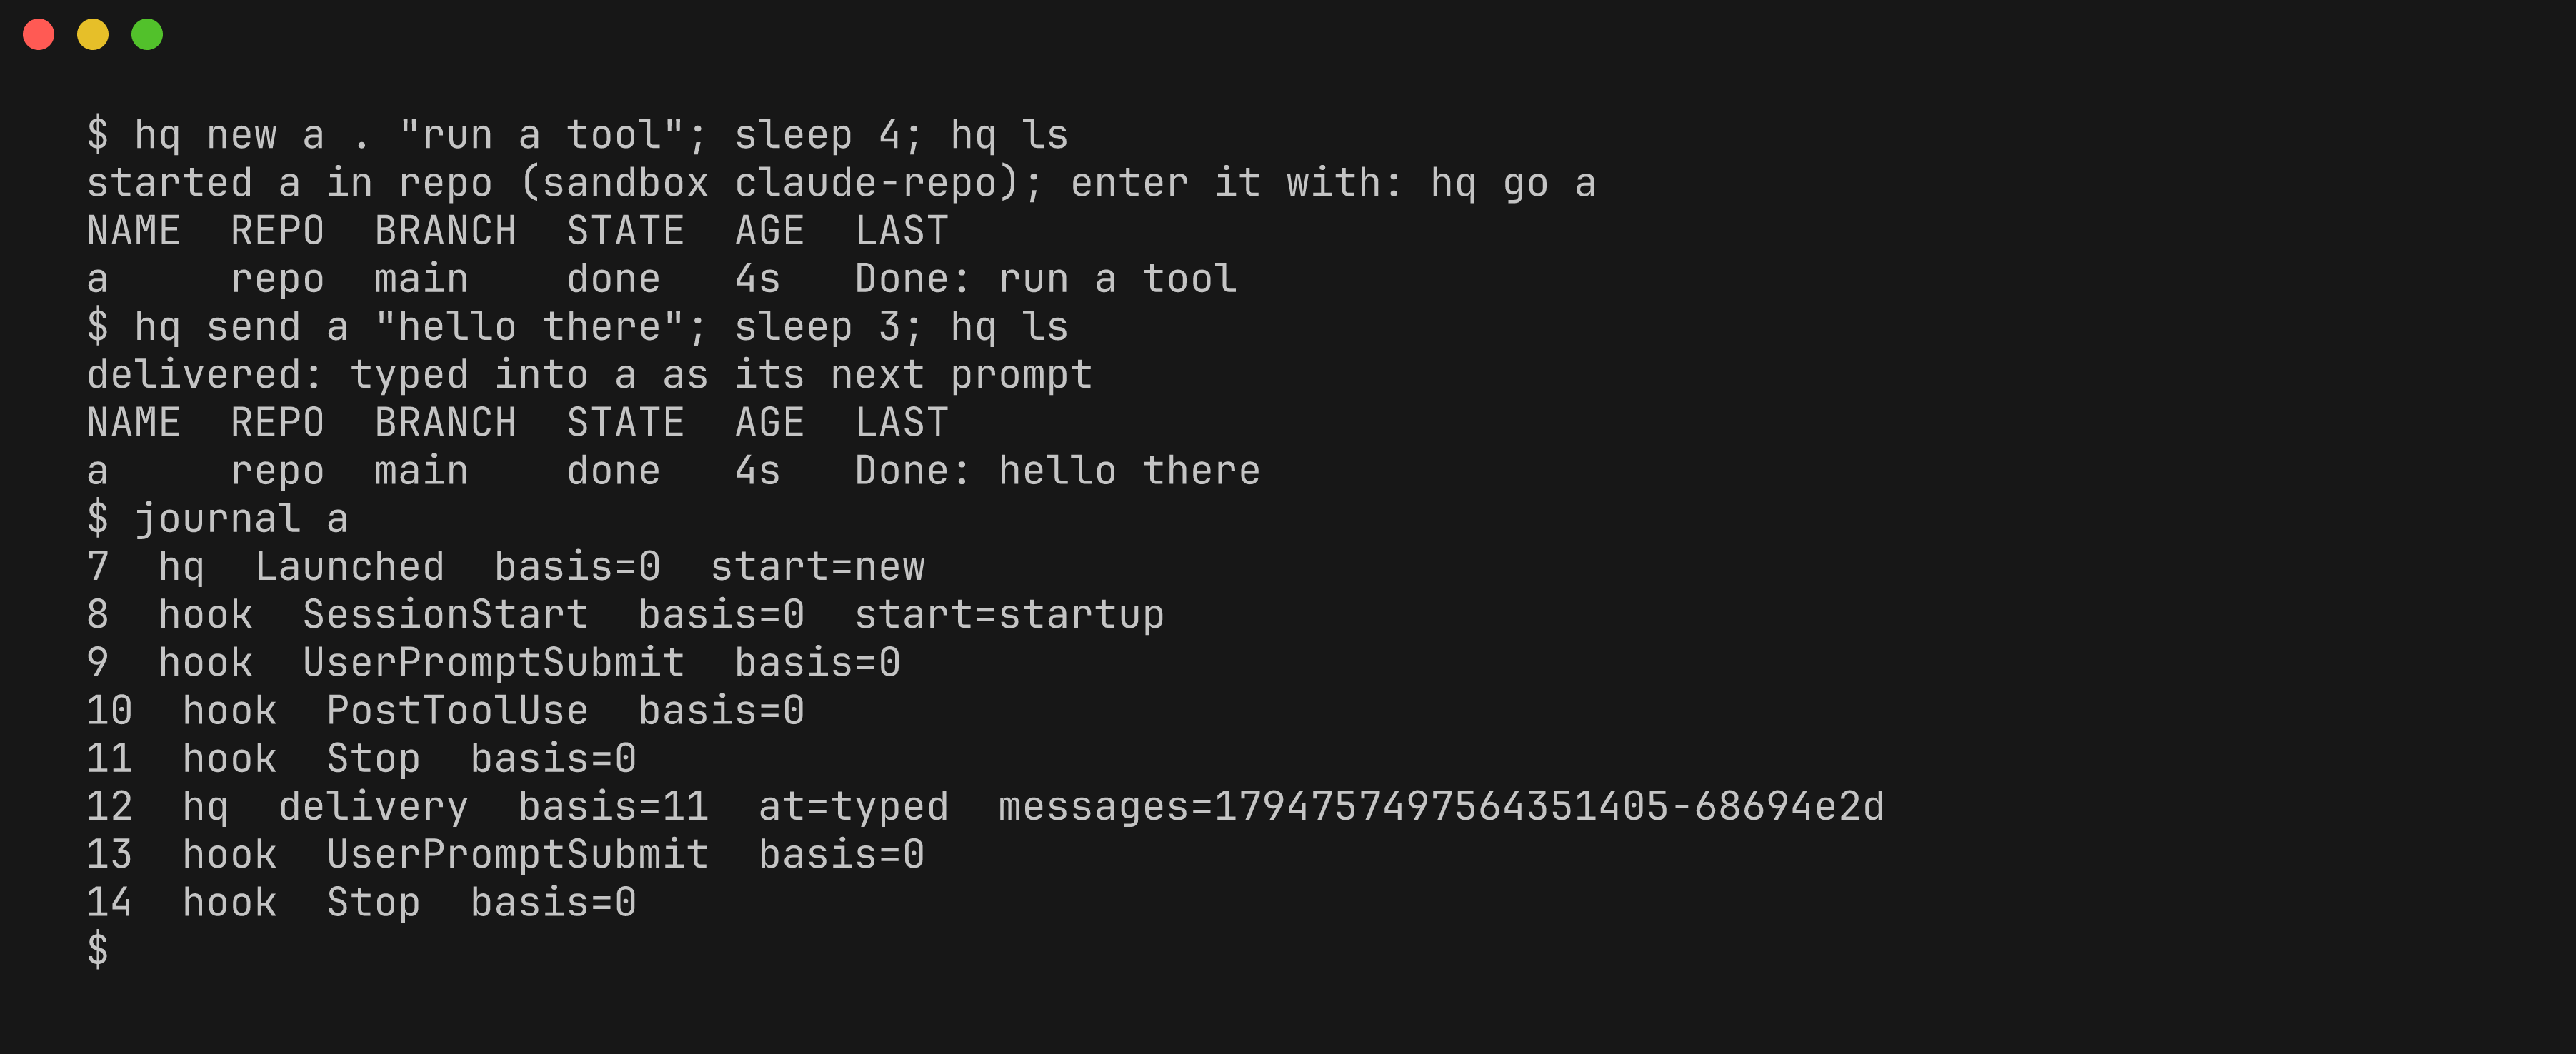 $ hq new a . "run a tool"; sleep 4; hq ls
started a in repo (sandbox claude-repo); enter it with: hq go a
NAME  REPO  BRANCH  STATE  AGE  LAST
a     repo  main    done   4s   Done: run a tool
$ hq send a "hello there"; sleep 3; hq ls
delivered: typed into a as its next prompt
NAME  REPO  BRANCH  STATE  AGE  LAST
a     repo  main    done   4s   Done: hello there
$ journal a
7  hq  Launched  basis=0  start=new
8  hook  SessionStart  basis=0  start=startup
9  hook  UserPromptSubmit  basis=0
10  hook  PostToolUse  basis=0
11  hook  Stop  basis=0
12  hq  delivery  basis=11  at=typed  messages=1794757497564351405-68694e2d
13  hook  UserPromptSubmit  basis=0
14  hook  Stop  basis=0
$